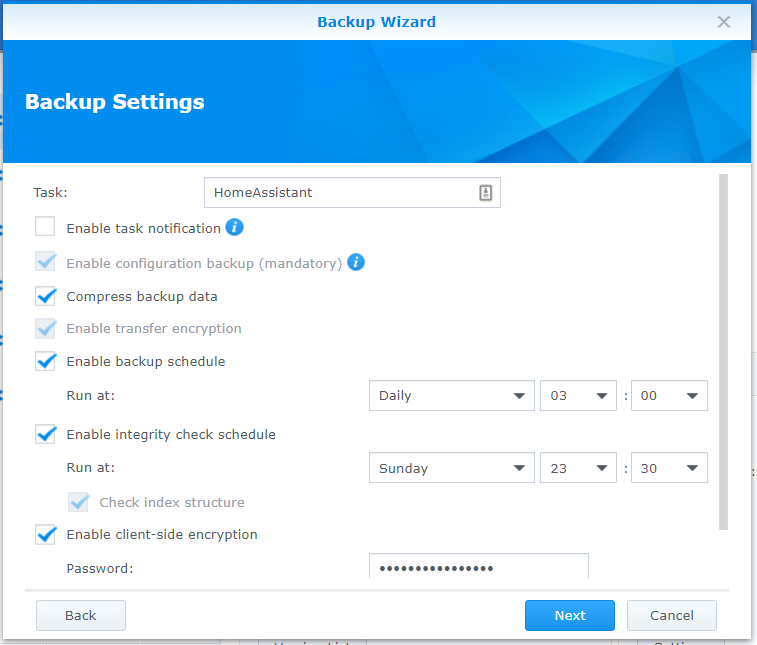 Backup Wizard
Backup Settings
Task: HomeAssistant
Enable task notification
Enable configuration backup (mandatory)
Compress backup data
Enable transfer encryption
Enable backup schedule
Run at: Daily 03 : 00
Enable integrity check schedule
Run at: Sunday 23 : 30
Check index structure
Enable client-side encryption
Password: ••••••••••••••••
Back Next Cancel